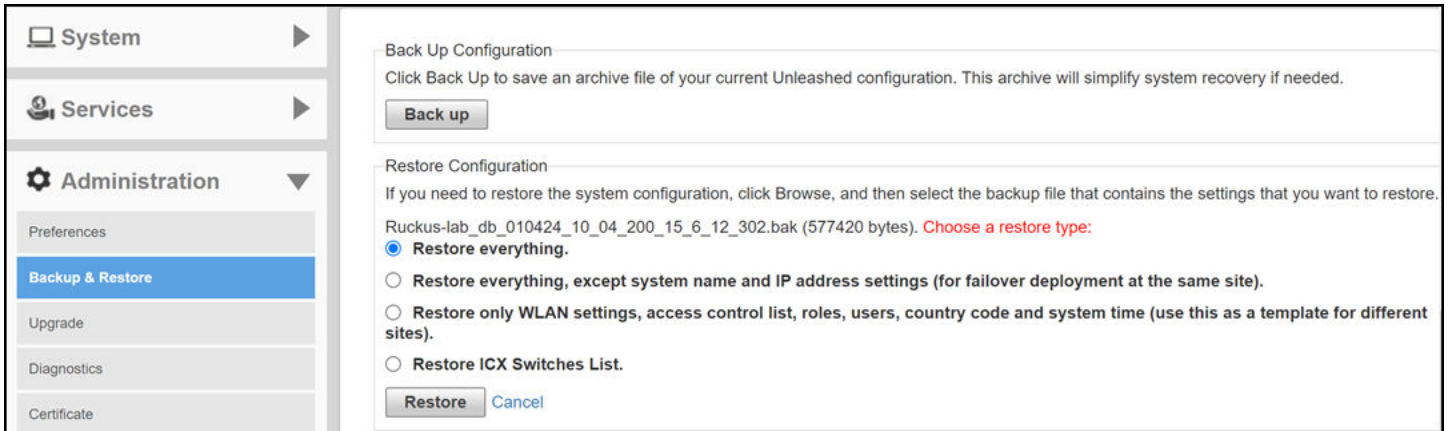 System
Services
Administration
Preferences
Backup & Restore
Upgrade
Diagnostics
Certificate
Back Up Configuration
Click Back Up to save an archive file of your current Unleashed configuration. This archive will simplify system recovery if needed.
Back up
Restore Configuration
If you need to restore the system configuration, click Browse, and then select the backup file that contains the settings that you want to restore.
Ruckus-lab_db_010424_10_04_200_15_6_12_302.bak (577420 bytes). Choose a restore type:
Restore everything.
Restore everything, except system name and IP address settings (for failover deployment at the same site).
Restore only WLAN settings, access control list, roles, users, country code and system time (use this as a template for different
sites).
Restore ICX Switches List.
Restore Cancel